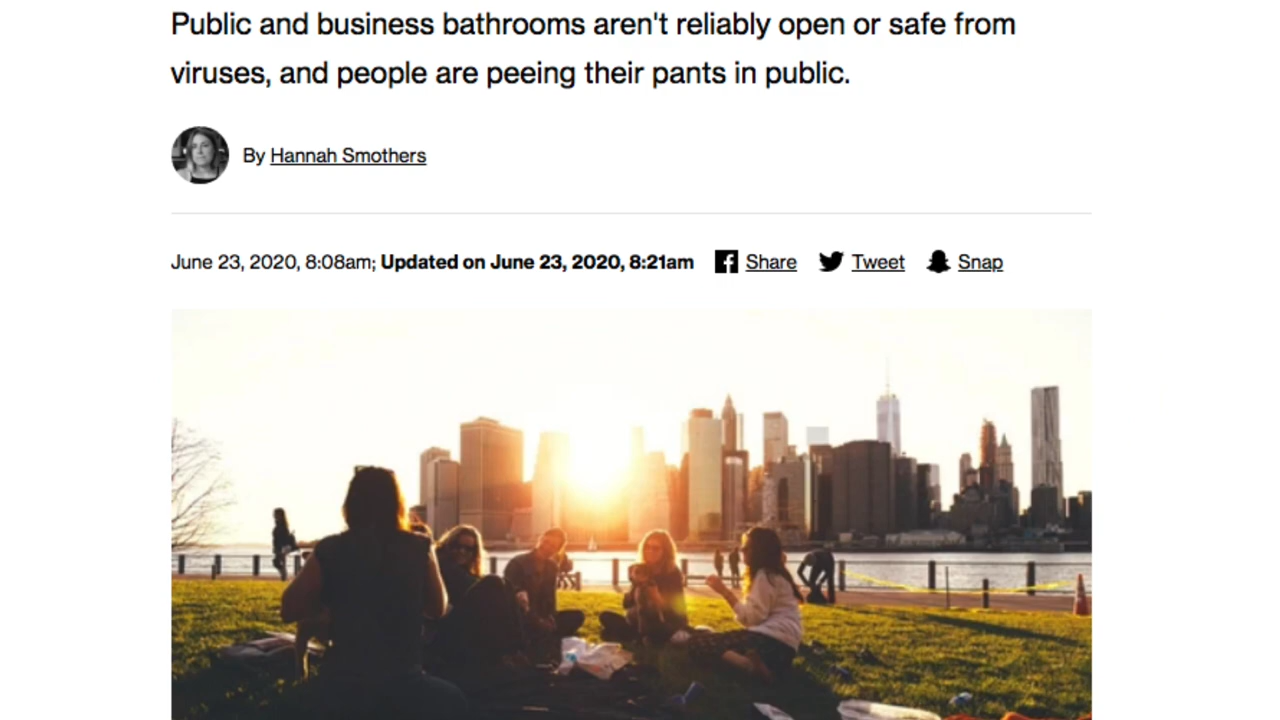 Public and business bathrooms aren't reliably open or safe from
viruses, and people are peeing their pants in public.
By Hannah Smothers
June 23, 2020, 8:08am; Updated on June 23, 2020, 8:21am Share Tweet Snap